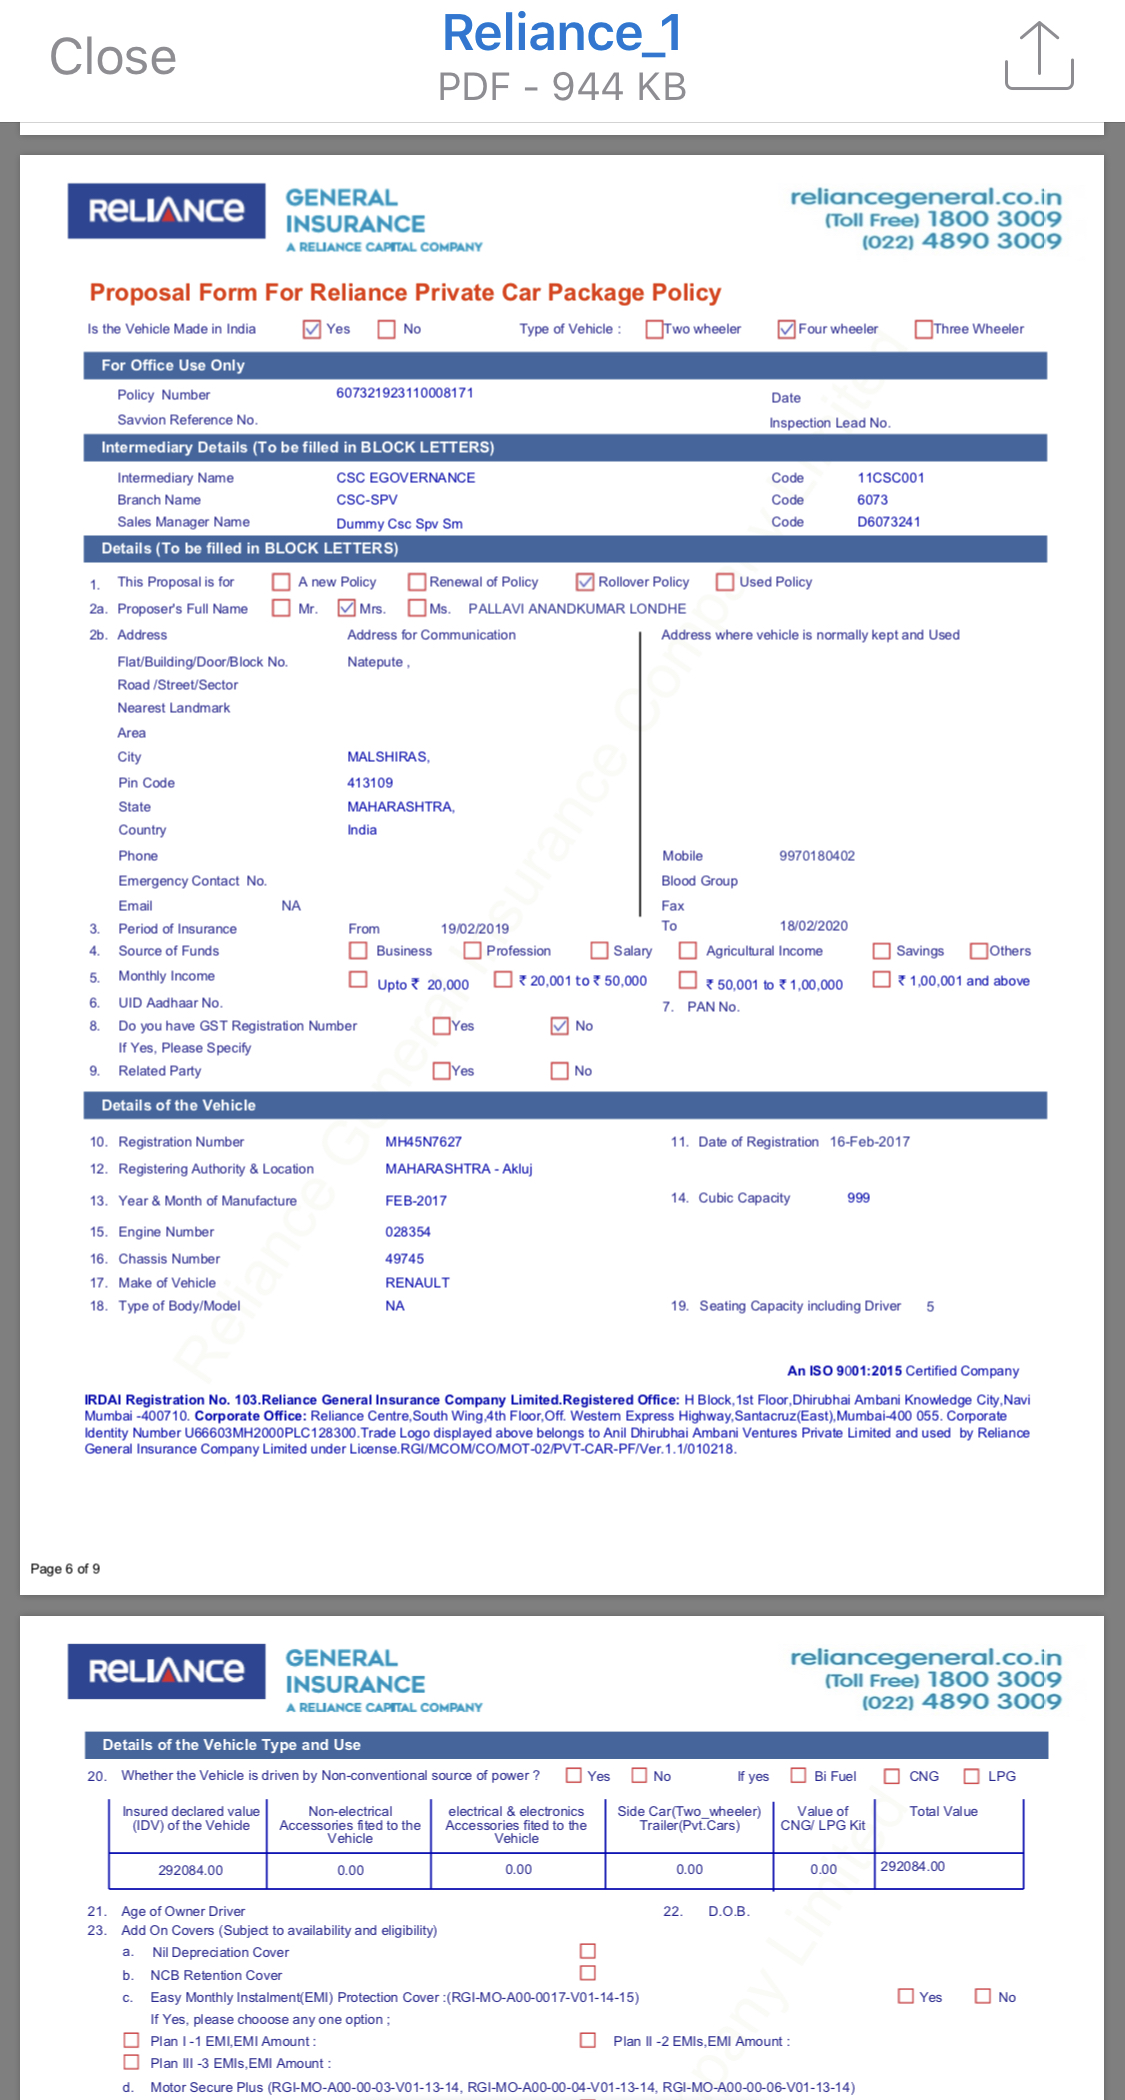 Close
Reliance_1
PDF - 944 KB
RELIANCE GENERAL INSURANCE A RELIANCE CAPITAL COMPANY
reliancegeneral.co.in
(Toll Free) 1800 3009
(022) 4890 3009
Proposal Form For Reliance Private Car Package Policy
Is the Vehicle Made in India Yes No Type of Vehicle : Two wheeler Four wheeler Three Wheeler
For Office Use Only
Policy Number 607321923110008171 Date
Savvion Reference No. Inspection Lead No.
Intermediary Details (To be filled in BLOCK LETTERS)
Intermediary Name CSC EGOVERNANCE Code 11CSC001
Branch Name CSC-SPV Code 6073
Sales Manager Name Dummy Csc Spv Sm Code D6073241
Details (To be filled in BLOCK LETTERS)
1. This Proposal is for A new Policy Renewal of Policy Rollover Policy Used Policy
2a. Proposer's Full Name Mr. Mrs. Ms. PALLAVI ANANDKUMAR LONDHE
2b. Address Address for Communication Address where vehicle is normally kept and Used
Flat/Building/Door/Block No. Natepute ,
Road /Street/Sector
Nearest Landmark
Area
City MALSHIRAS,
Pin Code 413109
State MAHARASHTRA,
Country India
Phone Mobile 9970180402
Emergency Contact No. Blood Group
Email NA Fax
3. Period of Insurance From 19/02/2019 To 18/02/2020
4. Source of Funds Business Profession Salary Agricultural Income Savings Others
5. Monthly Income Upto ₹ 20,000 ₹ 20,001 to ₹ 50,000 ₹ 50,001 to ₹ 1,00,000 ₹ 1,00,001 and above
6. UID Aadhaar No. 7. PAN No.
8. Do you have GST Registration Number Yes No
If Yes, Please Specify
9. Related Party Yes No
Details of the Vehicle
10. Registration Number MH45N7627 11. Date of Registration 16-Feb-2017
12. Registering Authority & Location MAHARASHTRA - Akluj
13. Year & Month of Manufacture FEB-2017 14. Cubic Capacity 999
15. Engine Number 028354
16. Chassis Number 49745
17. Make of Vehicle RENAULT
18. Type of Body/Model NA 19. Seating Capacity including Driver 5
An ISO 9001:2015 Certified Company
IRDAI Registration No. 103.Reliance General Insurance Company Limited.Registered Office: H Block,1st Floor,Dhirubhai Ambani Knowledge City,Navi
Mumbai -400710. Corporate Office: Reliance Centre,South Wing,4th Floor,Off. Western Express Highway,Santacruz(East),Mumbai-400 055. Corporate
Identity Number U66603MH2000PLC128300.Trade Logo displayed above belongs to Anil Dhirubhai Ambani Ventures Private Limited and used by Reliance
General Insurance Company Limited under License.RGI/MCOM/CO/MOT-02/PVT-CAR-PF/Ver.1.1/010218.
Reliance General Insurance Company Limited
Page 6 of 9
RELIANCE GENERAL INSURANCE A RELIANCE CAPITAL COMPANY
reliancegeneral.co.in
(Toll Free) 1800 3009
(022) 4890 3009
Details of the Vehicle Type and Use
20. Whether the Vehicle is driven by Non-conventional source of power ? Yes No If yes Bi Fuel CNG LPG
Insured declared value (IDV) of the Vehicle
Non-electrical Accessories fited to the Vehicle
electrical & electronics Accessories fited to the Vehicle
Side Car(Two_wheeler) Trailer(Pvt.Cars)
Value of CNG/ LPG Kit
Total Value
292084.00 0.00 0.00 0.00 0.00 292084.00
21. Age of Owner Driver 22. D.O.B.
23. Add On Covers (Subject to availability and eligibility)
a. Nil Depreciation Cover
b. NCB Retention Cover
c. Easy Monthly Instalment(EMI) Protection Cover :(RGI-MO-A00-0017-V01-14-15) Yes No
If Yes, please chooose any one option ;
Plan I -1 EMI,EMI Amount : Plan II -2 EMIs,EMI Amount :
Plan III -3 EMIs,EMI Amount :
d. Motor Secure Plus (RGI-MO-A00-00-03-V01-13-14, RGI-MO-A00-00-04-V01-13-14, RGI-MO-A00-00-06-V01-13-14)
pany Limited